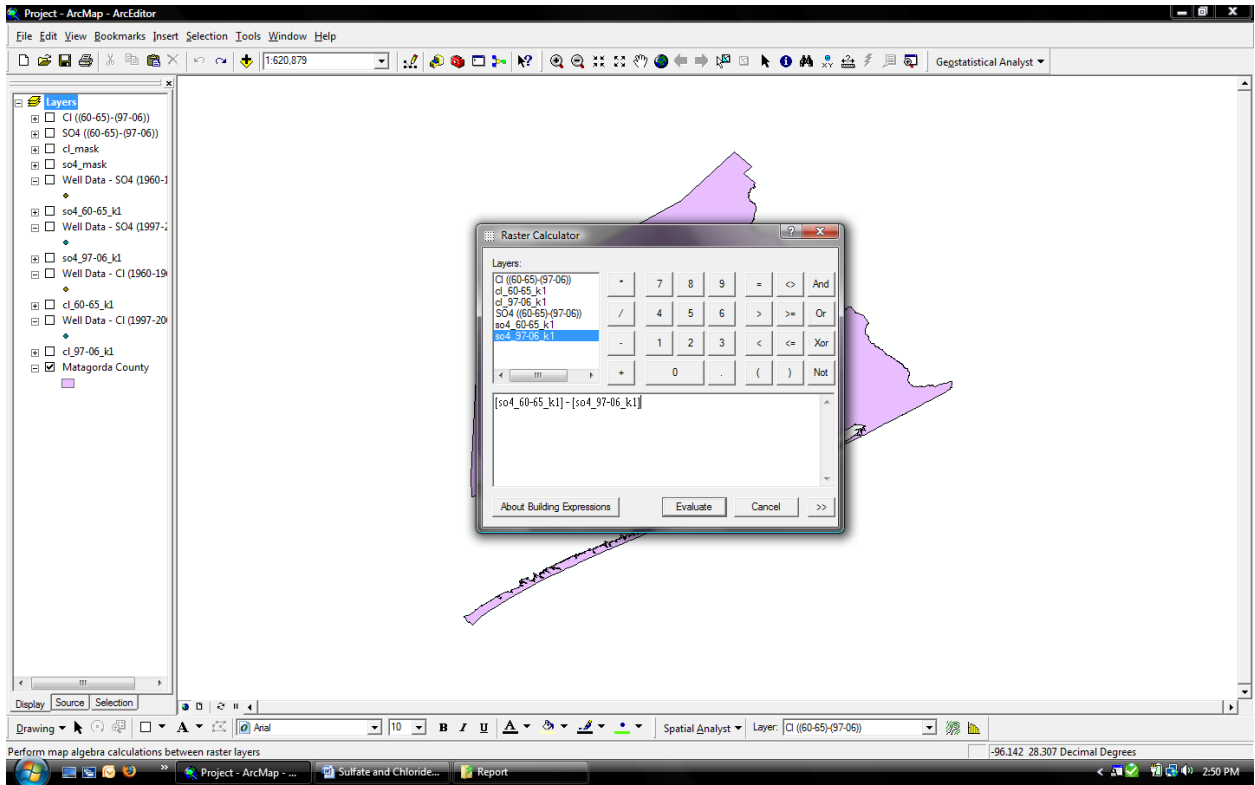 Project - ArcMap - ArcEditor
File Edit View Bookmarks Insert Selection Tools Window Help
1:620,879
Geostatistical Analyst
Layers
Cl ((60-65)-(97-06))
SO4 ((60-65)-(97-06))
cl_mask
so4_mask
Well Data - SO4 (1960-1
so4_60-65_k1
Well Data - SO4 (1997-2
so4_97-06_k1
Well Data - Cl (1960-19
cl_60-65_k1
Well Data - Cl (1997-20
cl_97-06_k1
Matagorda County
Raster Calculator
Layers:
Cl ((60-65)-(97-06))
cl_60-65_k1
cl_97-06_k1
SO4 ((60-65)-(97-06))
so4_60-65_k1
so4_97-06_k1
* 7 8 9 = <> And
/ 4 5 6 > >= Or
- 1 2 3 < <= Xor
+ 0 . ( ) Not
[so4_60-65_k1] - [so4_97-06_k1]
About Building Expressions Evaluate Cancel >>
Display Source Selection
Drawing A Arial 10 B I U A Spatial Analyst Layer: Cl ((60-65)-(97-06))
Perform map algebra calculations between raster layers -96.142 28.307 Decimal Degrees
» Project - ArcMap - ... Sulfate and Chloride... Report < 2:50 PM